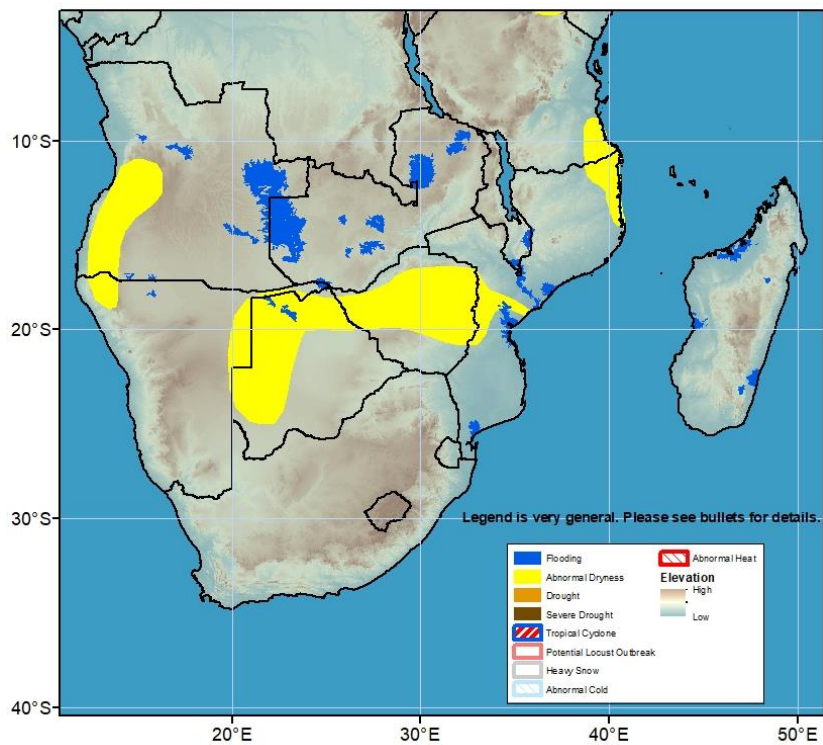 10°S
20°S
30°S
40°S
Legend is very general. Please see bullets for details.
Flooding
Abnormal Dryness
Drought
Severe Drought
Tropical Cyclone
Potential Locust Outbreak
Heavy Snow
Abnormal Cold
Abnormal Heat
Elevation
High
Low
20°E
30°E
40°E
50°E